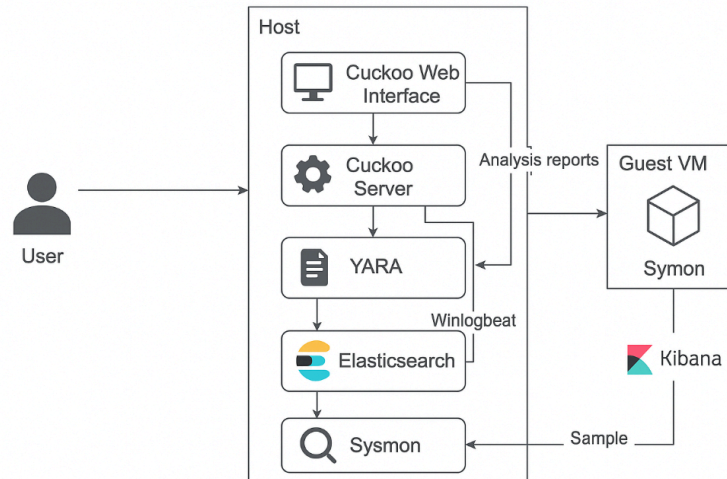 Host
Cuckoo Web
Interface
Analysis reports
Cuckoo
Server
Guest VM
Symon
User
YARA
Winlogbeat
Elasticsearch
Kibana
Sysmon
Sample